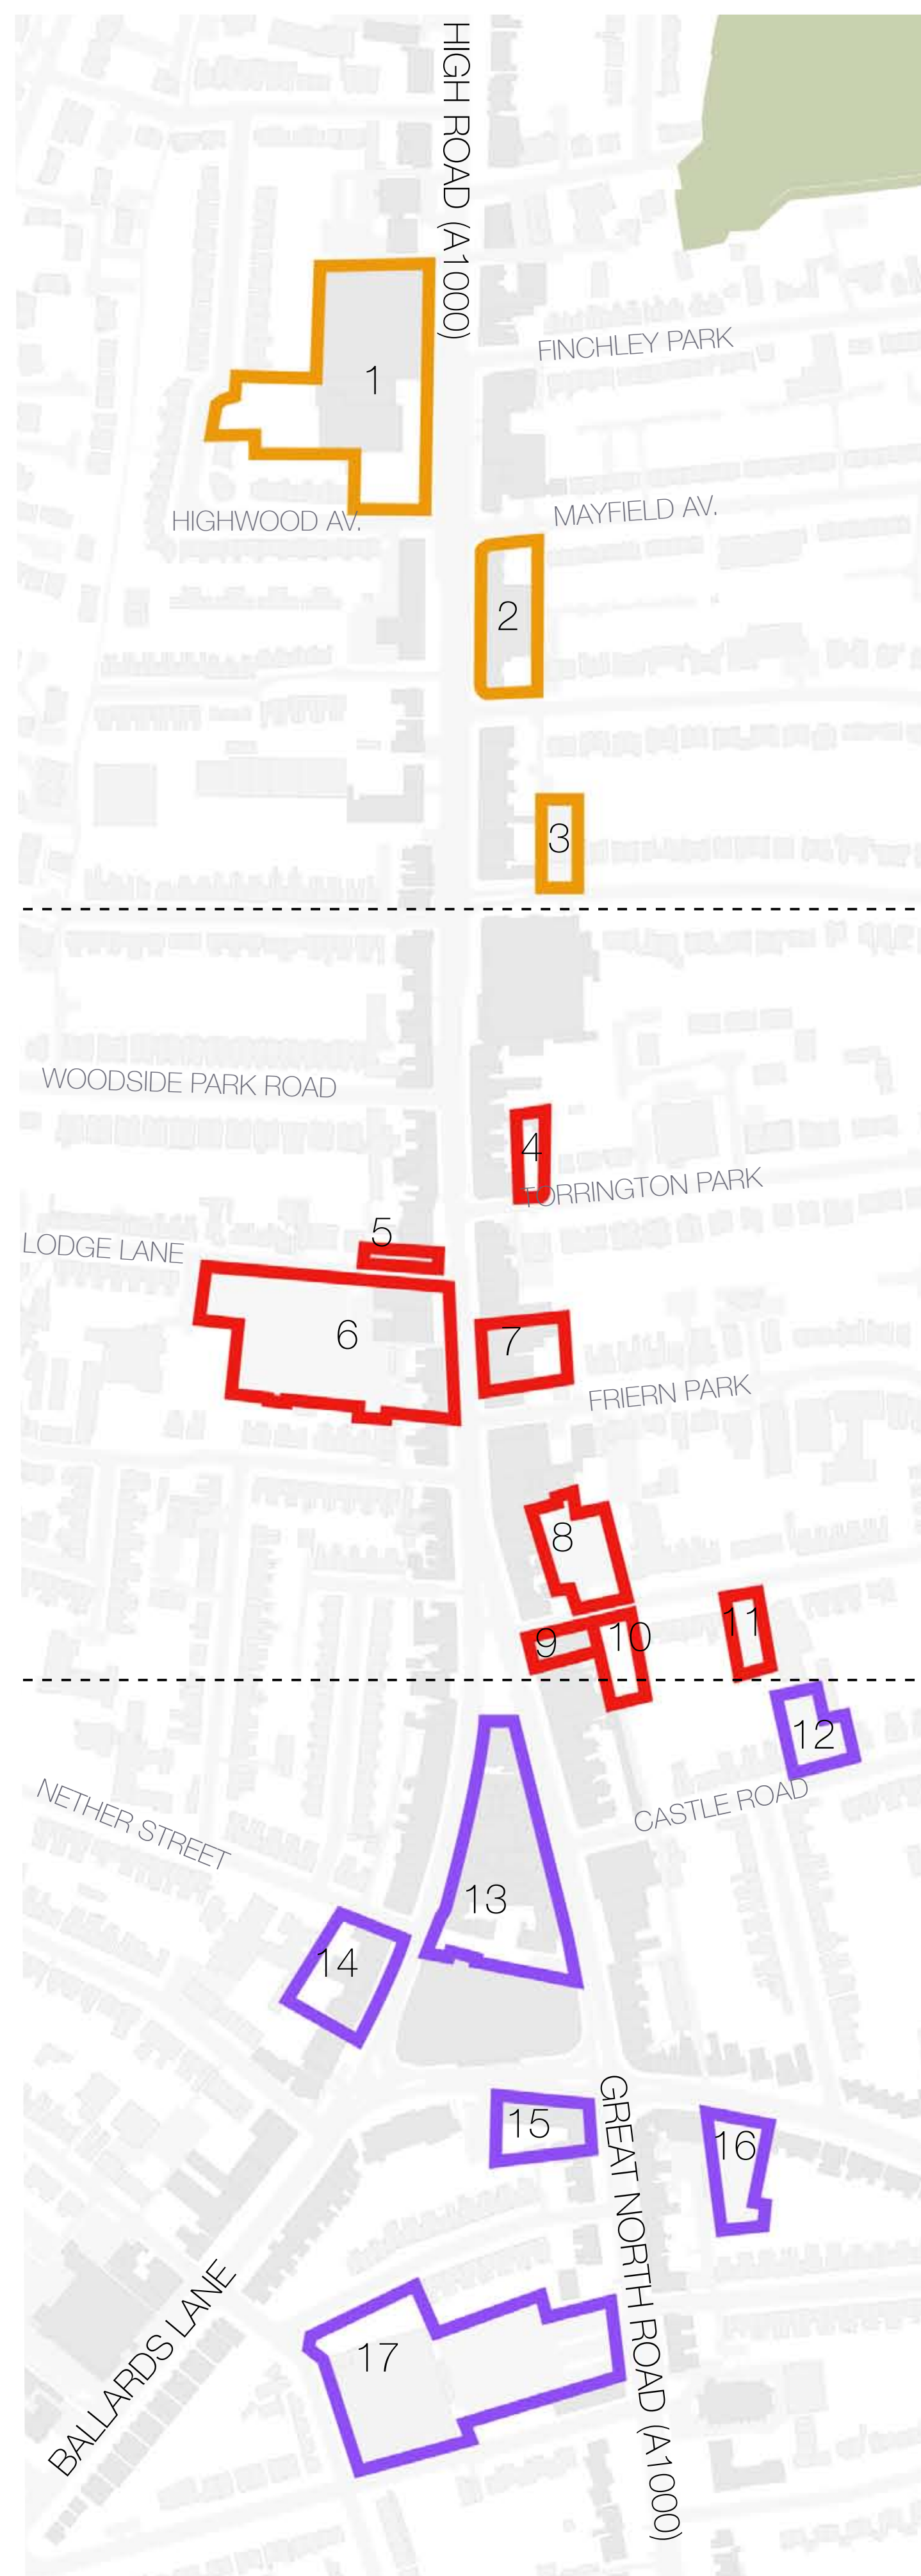 HIGH ROAD (A1000)
FINCHLEY PARK
1
MAYFIELD AV.
HIGHWOOD AV.
2
3
WOODSIDE PARK ROAD
4
TORRINGTON PARK
5
LODGE LANE
6
7
FRIERN PARK
8
9
10
11
12
NETHER STREET
CASTLE ROAD
13
14
15
GREAT NORTH ROAD (A1000)
16
BALLARDS LANE
17